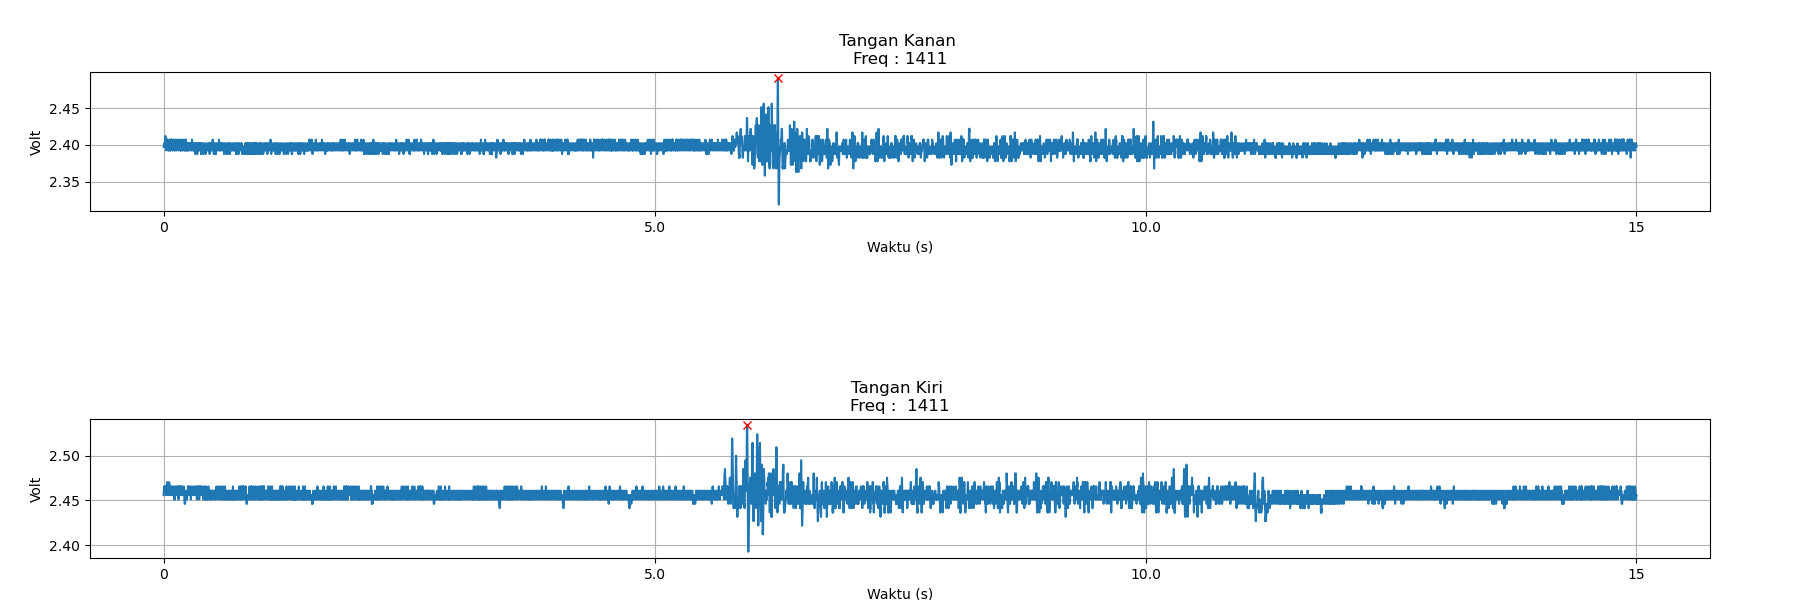 Tangan Kanan
Freq : 1411
Volt
2.45
2.40
2.35
0 5.0 10.0 15
Waktu (s)
Tangan Kiri
Freq :  1411
Volt
2.50
2.45
2.40
0 5.0 10.0 15
Waktu (s)